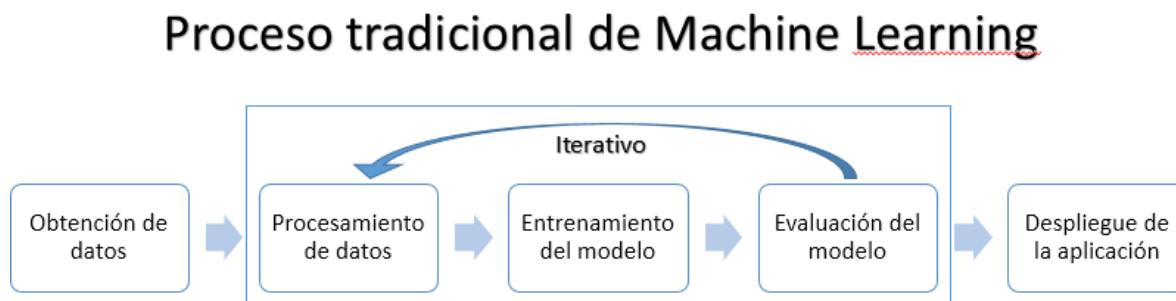 Proceso tradicional de Machine Learning
Iterativo
Obtención de
datos
Procesamiento
de datos
Entrenamiento
del modelo
Evaluación del
modelo
Despliegue de
la aplicación